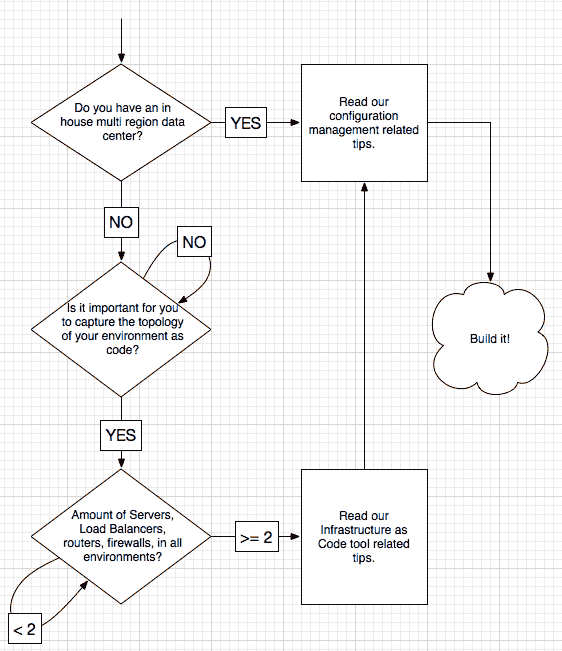 Do you have an in
house multi region data
center?
YES
Read our
configuration
management related
tips.
NO
NO
Is it important for you
to capture the topology
of your environment as
code?
Build it!
YES
Amount of Servers,
Load Balancers,
routers, firewalls, in all
environments?
>= 2
Read our
Infrastructure as
Code tool related
tips.
< 2